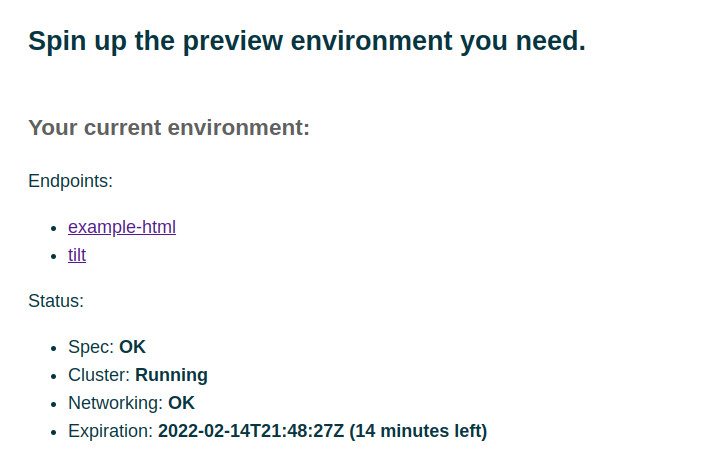 Spin up the preview environment you need.
Your current environment:
Endpoints:
example-html
tilt
Status:
Spec: OK
Cluster: Running
Networking: OK
Expiration: 2022-02-14T21:48:27Z (14 minutes left)